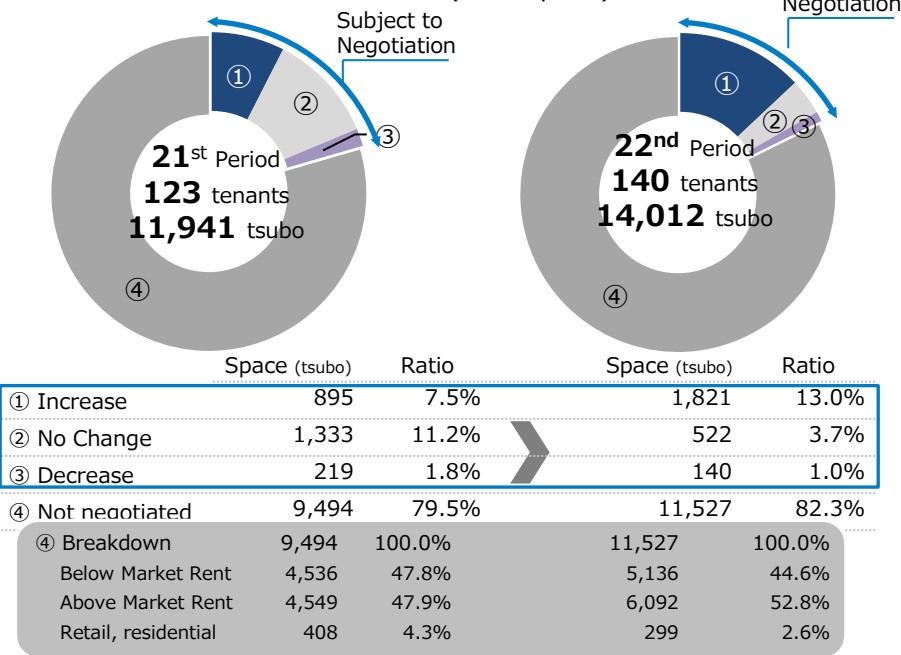 Subject to
Negotiation
①
②
③
21st Period
123 tenants
11,941 tsubo
④
Negotiation
①
②
③
22nd Period
140 tenants
14,012 tsubo
④
Space (tsubo) Ratio Space (tsubo) Ratio
① Increase 895 7.5% 1,821 13.0%
② No Change 1,333 11.2% 522 3.7%
③ Decrease 219 1.8% 140 1.0%
④ Not negotiated 9,494 79.5% 11,527 82.3%
④ Breakdown 9,494 100.0% 11,527 100.0%
Below Market Rent 4,536 47.8% 5,136 44.6%
Above Market Rent 4,549 47.9% 6,092 52.8%
Retail, residential 408 4.3% 299 2.6%